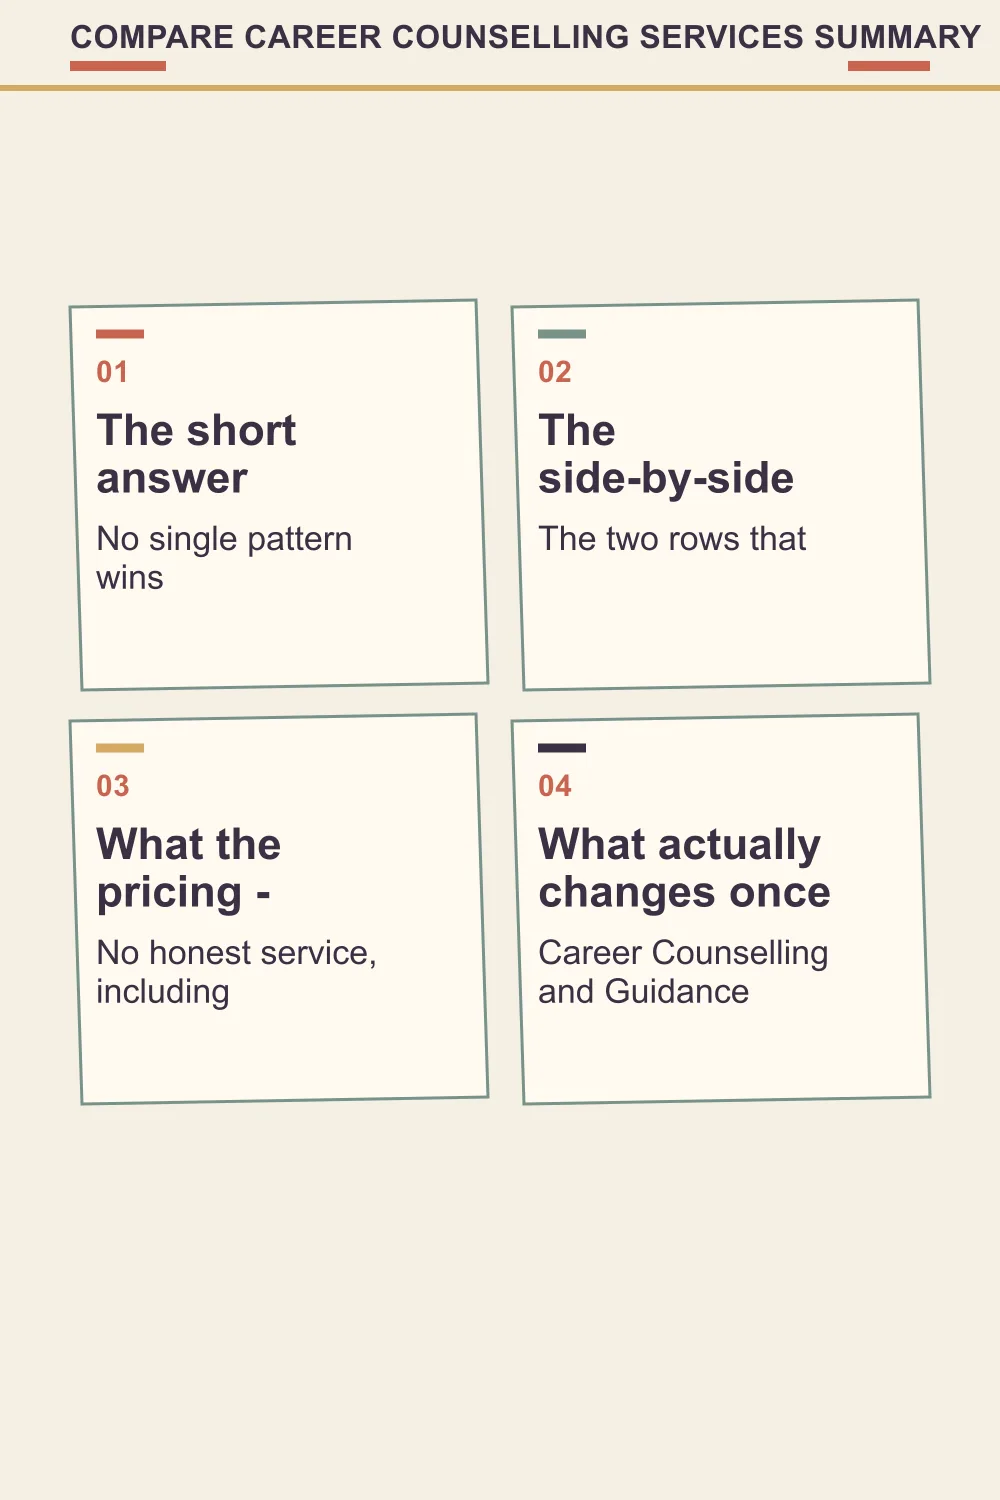 COMPARE CAREER COUNSELLING SERVICES SUMMARY
01
The short
answer
No single pattern
wins
02
The
side-by-side
The two rows that
03
What the
pricing -
No honest service,
including
04
What actually
changes once
Career Counselling
and Guidance